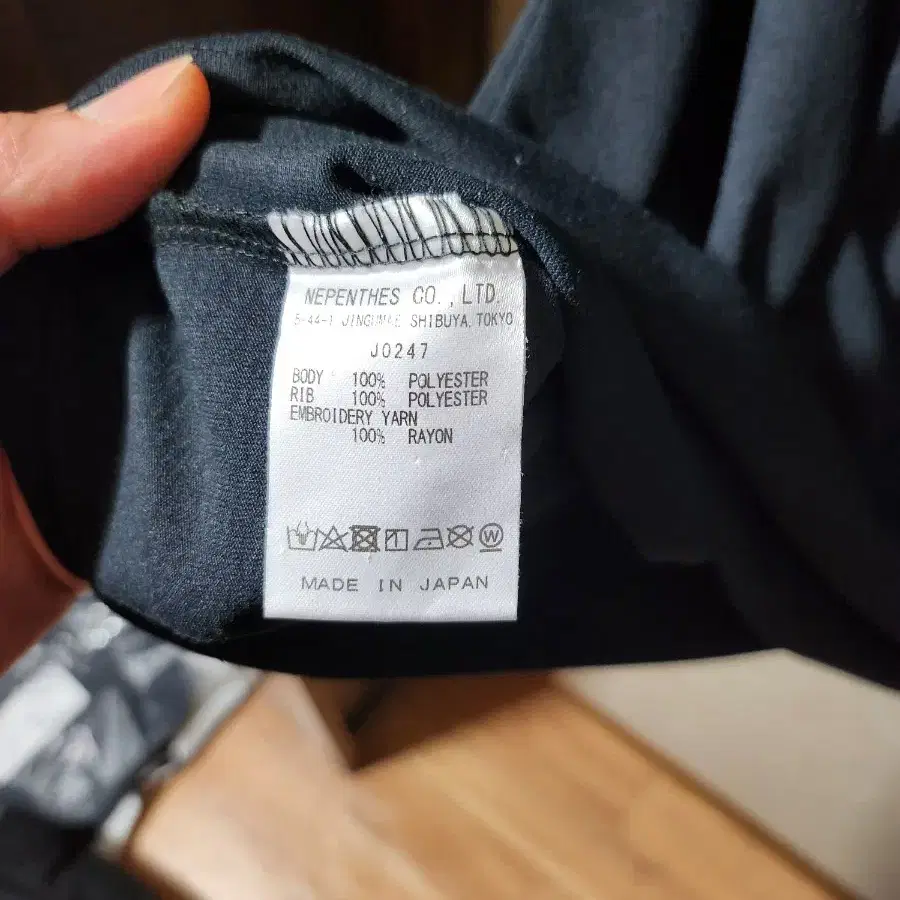 NEPENTHES CO., LTD.
5-44-1 JINGUMAE SHIBUYA, TOKYO
J0247
BODY 100% POLYESTER
RIB 100% POLYESTER
EMBROIDERY YARN
100% RAYON
W
MADE IN JAPAN